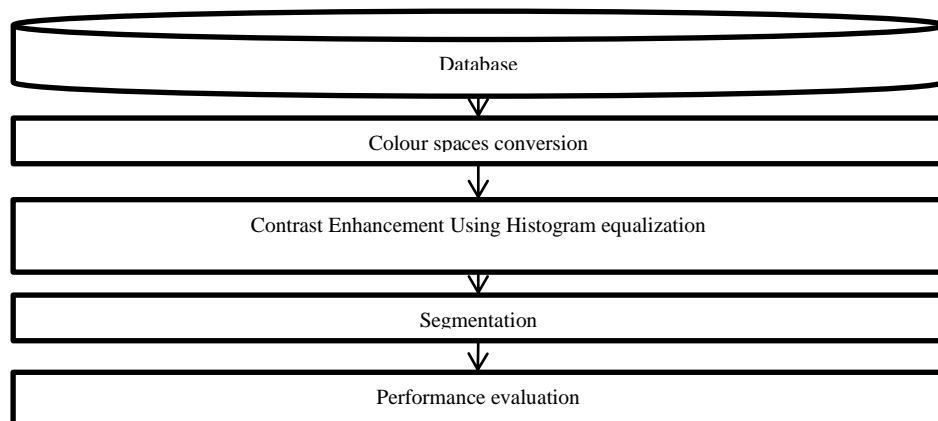 Database
Colour spaces conversion
Contrast Enhancement Using Histogram equalization
Segmentation
Performance evaluation